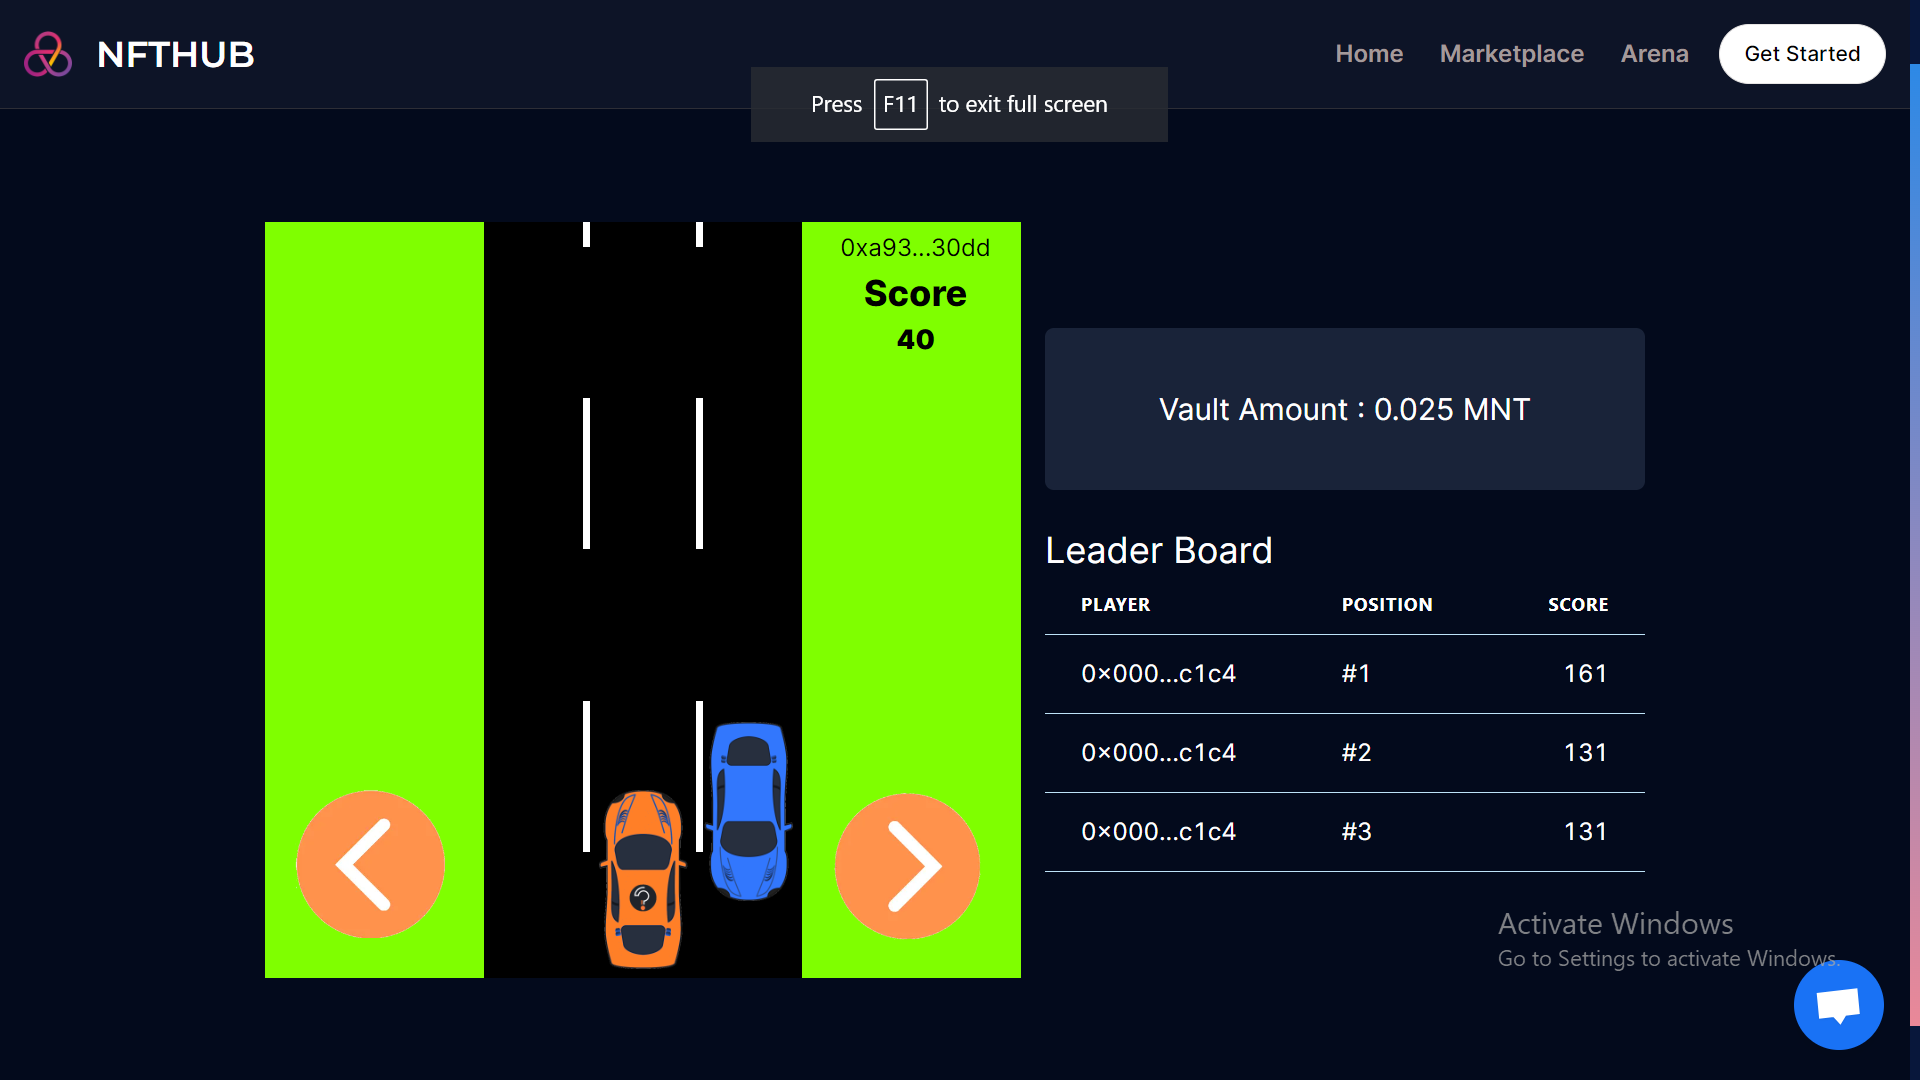 NFTHUB
Home Marketplace Arena Get Started
Press F11 to exit full screen
0xa93...30dd
Score
40
Vault Amount : 0.025 MNT
Leader Board
PLAYER POSITION SCORE
0×000...c1c4 #1 161
0×000...c1c4 #2 131
0×000...c1c4 #3 131
?
Activate Windows
Go to Settings to activate Windows.